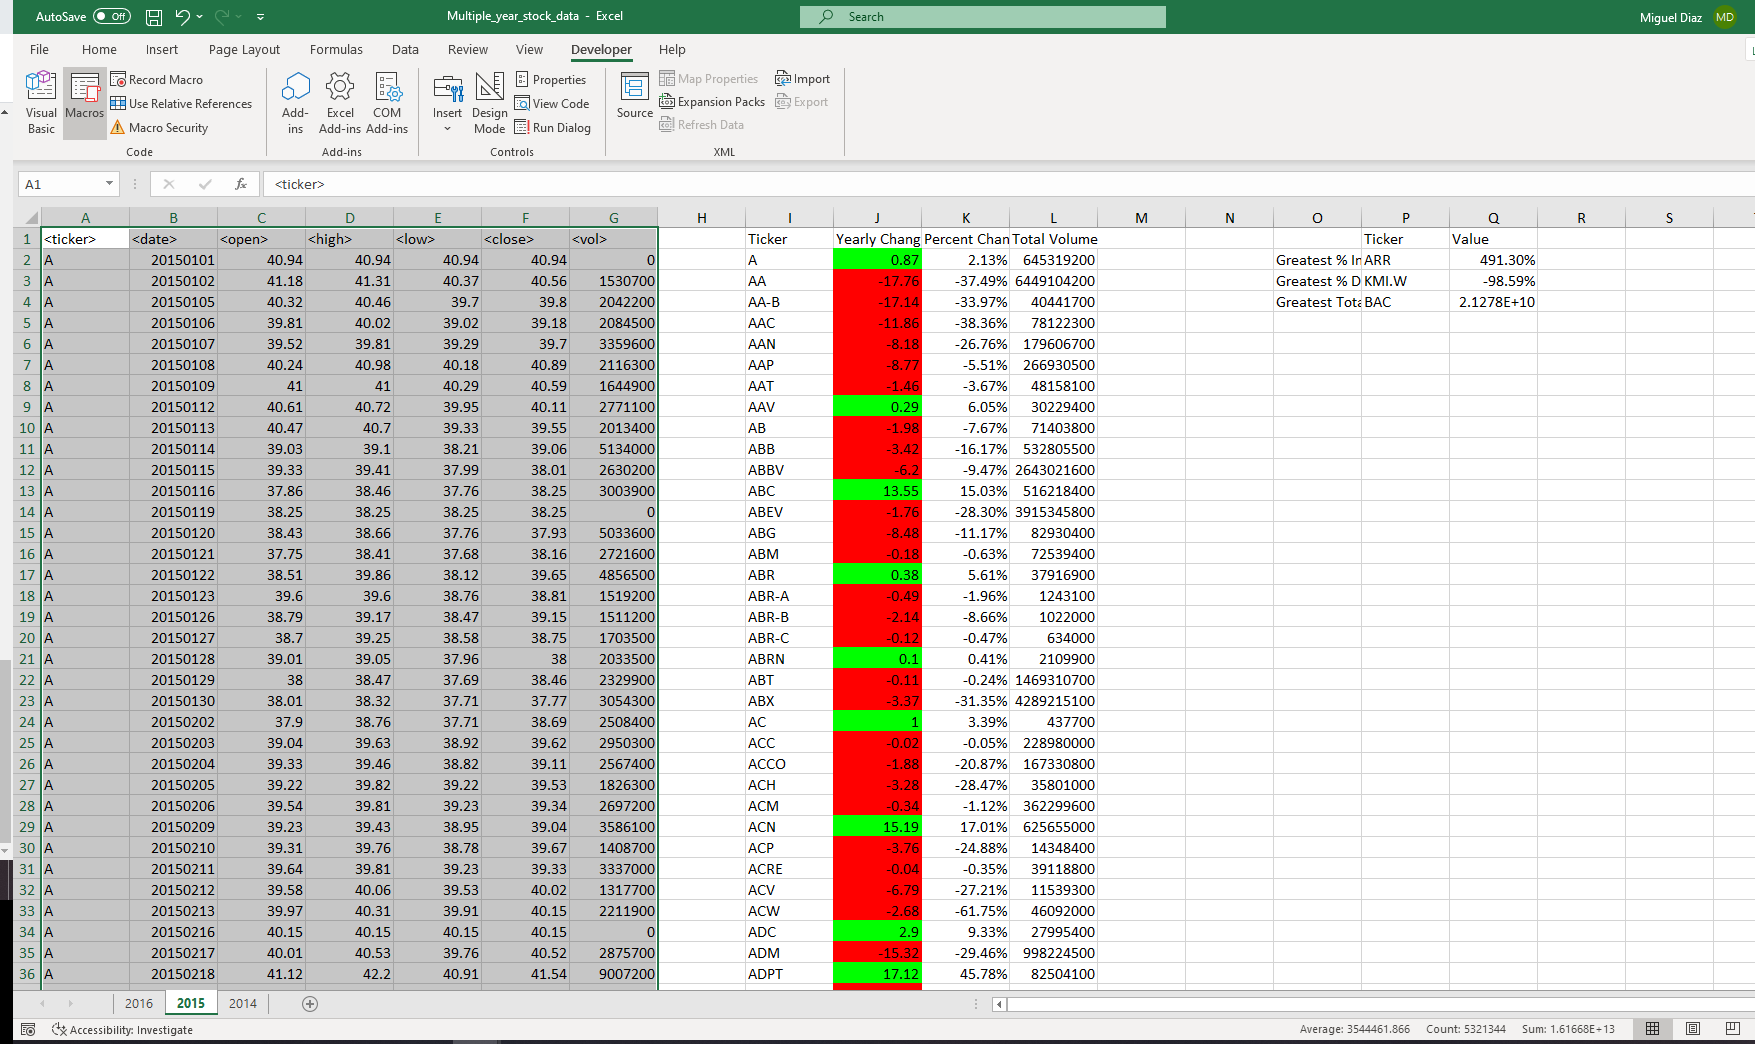 AutoSave Off Multiple_year_stock_data - Excel Search Miguel Diaz MD
File Home Insert Page Layout Formulas Data Review View Developer Help
Visual Basic
Macros
Record Macro
Use Relative References
Macro Security
Code
Add-ins
Excel Add-ins
COM Add-ins
Add-ins
Insert
Design Mode
Properties
View Code
Run Dialog
Controls
Source
Map Properties
Expansion Packs
Refresh Data
Import
Export
XML
A1 fx <ticker>
A B C D E F G H I J K L M N O P Q R S
1 <ticker> <date> <open> <high> <low> <close> <vol> Ticker Yearly Chang Percent Chan Total Volume Ticker Value
2 A 20150101 40.94 40.94 40.94 40.94 0 A 0.87 2.13% 645319200 Greatest % In ARR 491.30%
3 A 20150102 41.18 41.31 40.37 40.56 1530700 AA -17.76 -37.49% 6449104200 Greatest % D KMI.W -98.59%
4 A 20150105 40.32 40.46 39.7 39.8 2042200 AA-B -17.14 -33.97% 40441700 Greatest Tota BAC 2.1278E+10
5 A 20150106 39.81 40.02 39.02 39.18 2084500 AAC -11.86 -38.36% 78122300
6 A 20150107 39.52 39.81 39.29 39.7 3359600 AAN -8.18 -26.76% 179606700
7 A 20150108 40.24 40.98 40.18 40.89 2116300 AAP -8.77 -5.51% 266930500
8 A 20150109 41 41 40.29 40.59 1644900 AAT -1.46 -3.67% 48158100
9 A 20150112 40.61 40.72 39.95 40.11 2771100 AAV 0.29 6.05% 30229400
10 A 20150113 40.47 40.7 39.33 39.55 2013400 AB -1.98 -7.67% 71403800
11 A 20150114 39.03 39.1 38.21 39.06 5134000 ABB -3.42 -16.17% 532805500
12 A 20150115 39.33 39.41 37.99 38.01 2630200 ABBV -6.2 -9.47% 2643021600
13 A 20150116 37.86 38.46 37.76 38.25 3003900 ABC 13.55 15.03% 516218400
14 A 20150119 38.25 38.25 38.25 38.25 0 ABEV -1.76 -28.30% 3915345800
15 A 20150120 38.43 38.66 37.76 37.93 5033600 ABG -8.48 -11.17% 82930400
16 A 20150121 37.75 38.41 37.68 38.16 2721600 ABM -0.18 -0.63% 72539400
17 A 20150122 38.51 39.86 38.12 39.65 4856500 ABR 0.38 5.61% 37916900
18 A 20150123 39.6 39.6 38.76 38.81 1519200 ABR-A -0.49 -1.96% 1243100
19 A 20150126 38.79 39.17 38.47 39.15 1511200 ABR-B -2.14 -8.66% 1022000
20 A 20150127 38.7 39.25 38.58 38.75 1703500 ABR-C -0.12 -0.47% 634000
21 A 20150128 39.01 39.05 37.96 38 2033500 ABRN 0.1 0.41% 2109900
22 A 20150129 38 38.47 37.69 38.46 2329900 ABT -0.11 -0.24% 1469310700
23 A 20150130 38.01 38.32 37.71 37.77 3054300 ABX -3.37 -31.35% 4289215100
24 A 20150202 37.9 38.76 37.71 38.69 2508400 AC 1 3.39% 437700
25 A 20150203 39.04 39.63 38.92 39.62 2950300 ACC -0.02 -0.05% 228980000
26 A 20150204 39.33 39.46 38.82 39.11 2567400 ACCO -1.88 -20.87% 167330800
27 A 20150205 39.22 39.82 39.22 39.53 1826300 ACH -3.28 -28.47% 35801000
28 A 20150206 39.54 39.81 39.23 39.34 2697200 ACM -0.34 -1.12% 362299600
29 A 20150209 39.23 39.43 38.95 39.04 3586100 ACN 15.19 17.01% 625655000
30 A 20150210 39.31 39.76 38.78 39.67 1408700 ACP -3.76 -24.88% 14348400
31 A 20150211 39.64 39.81 39.23 39.33 3337000 ACRE -0.04 -0.35% 39118800
32 A 20150212 39.58 40.06 39.53 40.02 1317700 ACV -6.79 -27.21% 11539300
33 A 20150213 39.97 40.31 39.91 40.15 2211900 ACW -2.68 -61.75% 46092000
34 A 20150216 40.15 40.15 40.15 40.15 0 ADC 2.9 9.33% 27995400
35 A 20150217 40.01 40.53 39.76 40.52 2875700 ADM -15.32 -29.46% 998224500
36 A 20150218 41.12 42.2 40.91 41.54 9007200 ADPT 17.12 45.78% 82504100
2016 2015 2014
Accessibility: Investigate Average: 3544461.866 Count: 5321344 Sum: 1.61668E+13